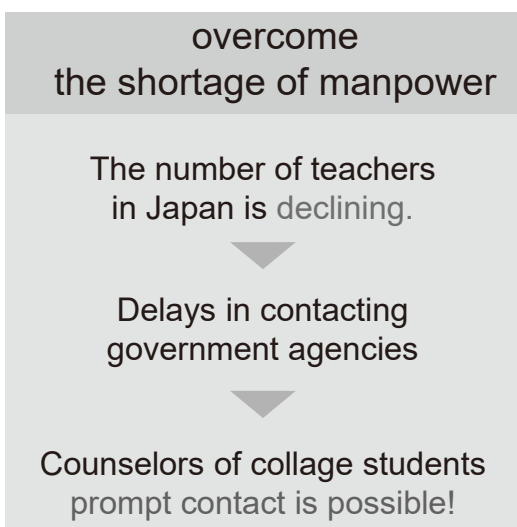 overcome
the shortage of manpower
The number of teachers
in Japan is declining.
Delays in contacting
government agencies
Counselors of collage students
prompt contact is possible!